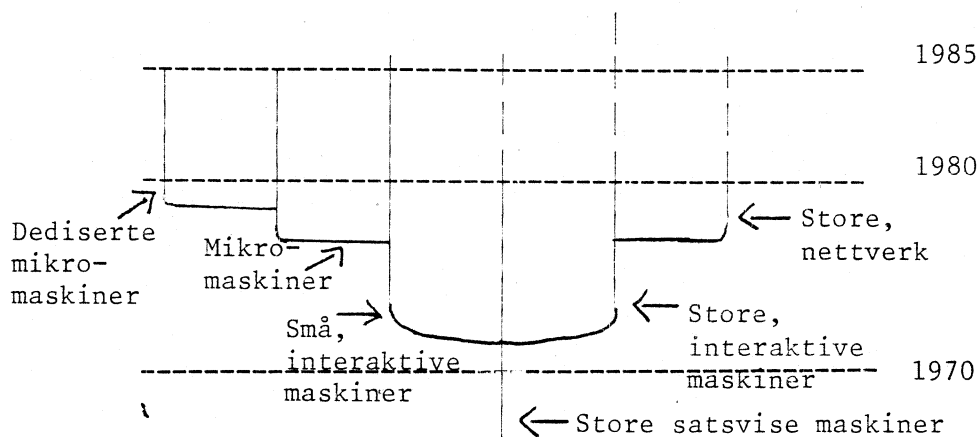 1985
1980
Dediserte
mikro-
maskiner
Mikro-
maskiner
Store,
nettverk
Små,
interaktive
maskiner
Store,
interaktive
maskiner
1970
Store satsvise maskiner